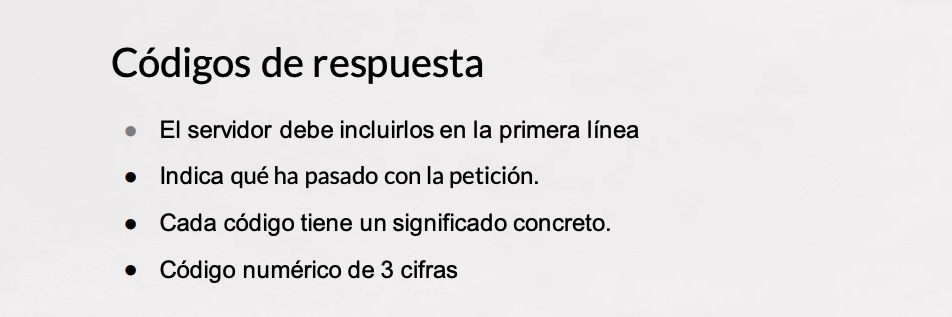 Códigos de respuesta
● El servidor debe incluirlos en la primera línea
● Indica qué ha pasado con la petición.
● Cada código tiene un significado concreto.
● Código numérico de 3 cifras